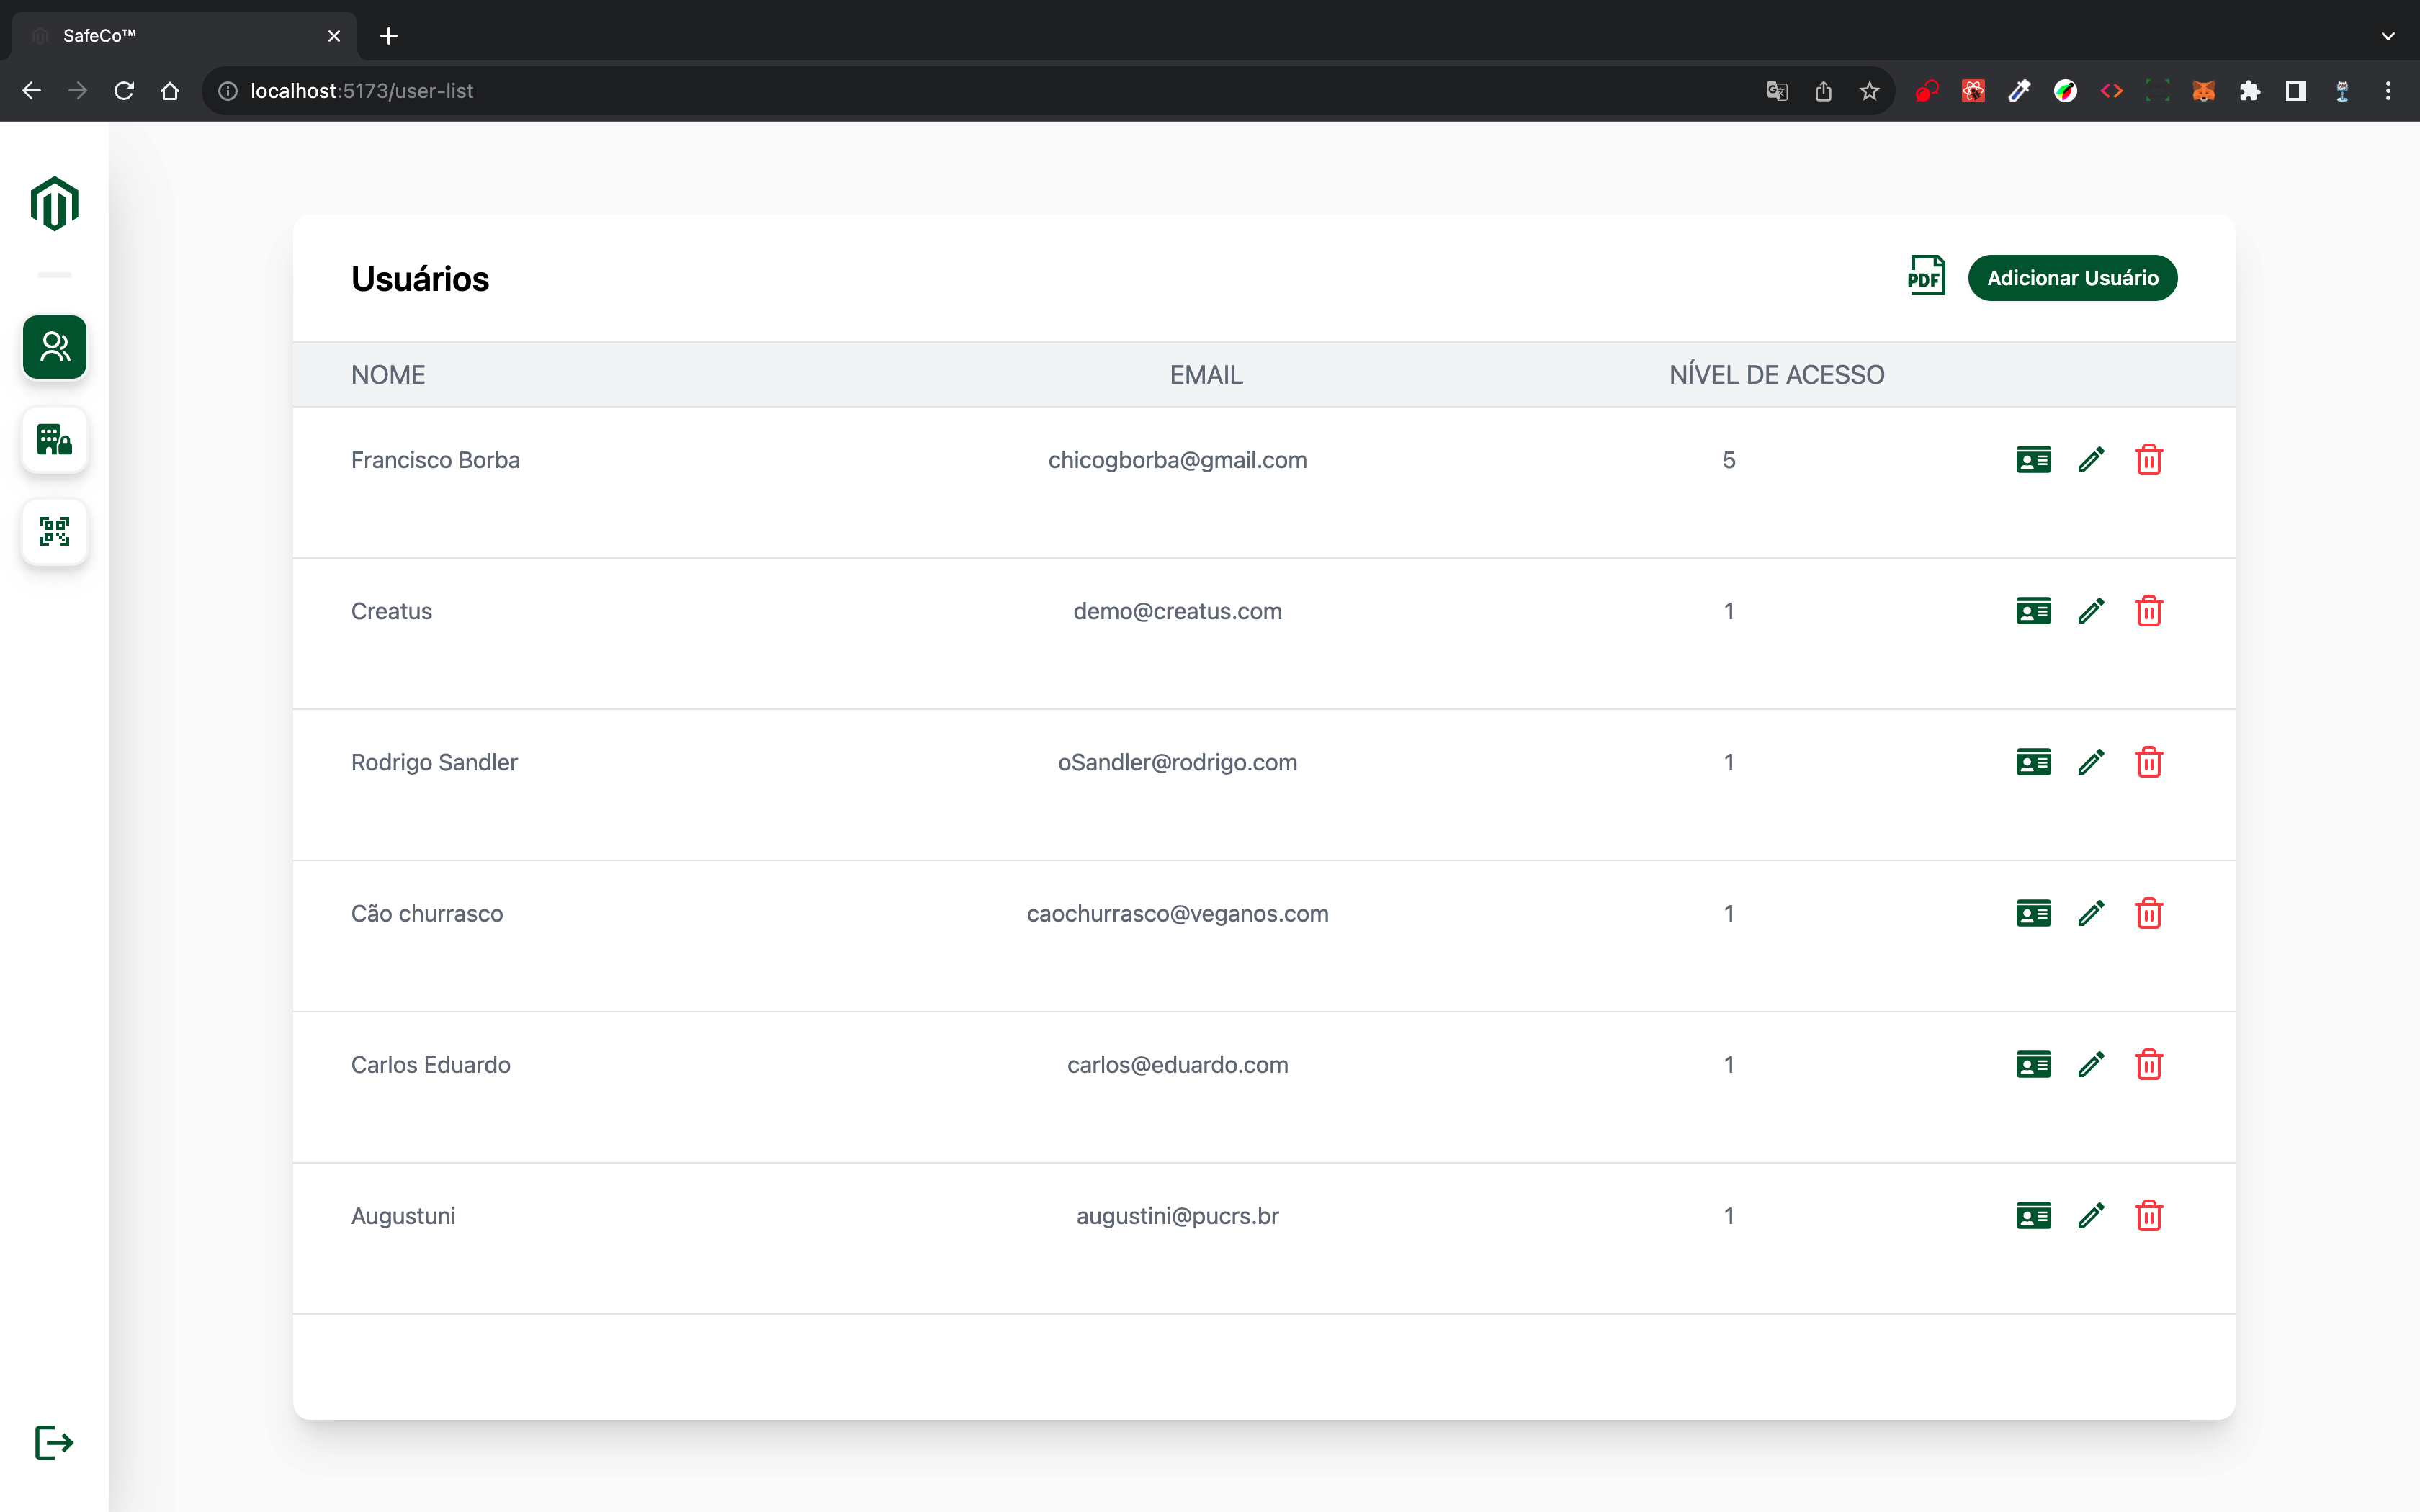 SafeCo™
localhost:5173/user-list
Usuários
PDF
Adicionar Usuário
NOME EMAIL NÍVEL DE ACESSO
Francisco Borba chicogborba@gmail.com 5
Creatus demo@creatus.com 1
Rodrigo Sandler oSandler@rodrigo.com 1
Cão churrasco caochurrasco@veganos.com 1
Carlos Eduardo carlos@eduardo.com 1
Augustuni augustini@pucrs.br 1